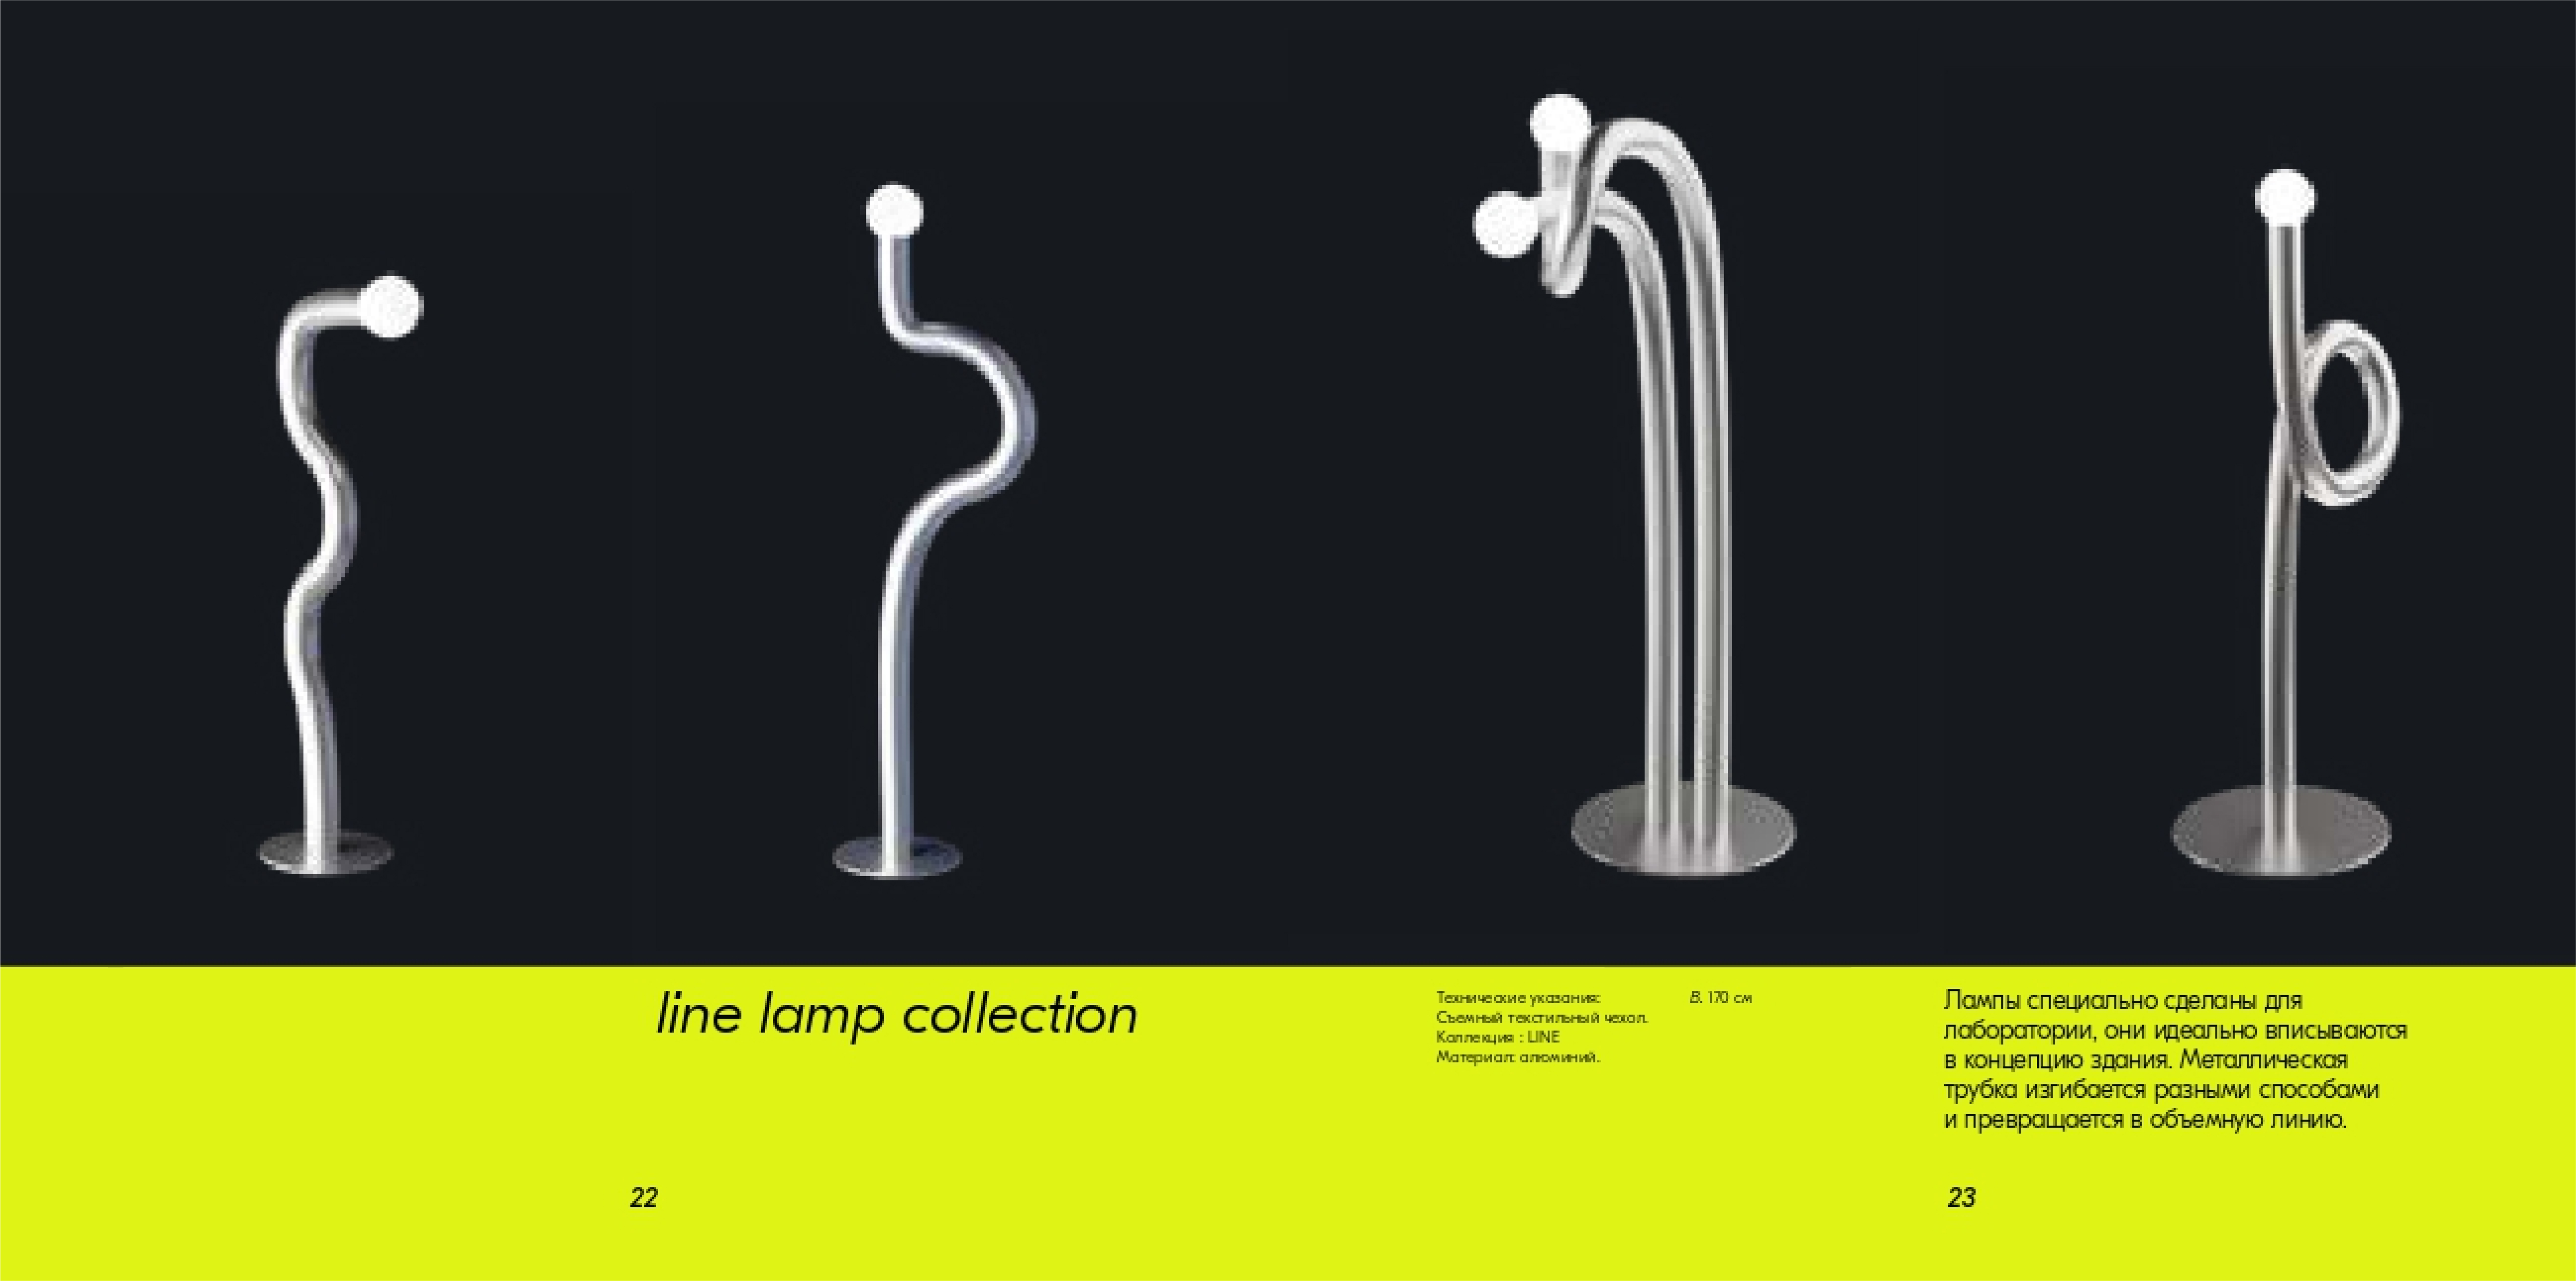 line lamp collection
Технические указания:
Съемный текстильный чехол.
Коллекция : LINE
Материал: алюминий.
В. 170 см
Лампы специально сделаны для
лаборатории, они идеально вписываются
в концепцию здания. Металлическая
трубка изгибается разными способами
и превращается в объемную линию.
22
23